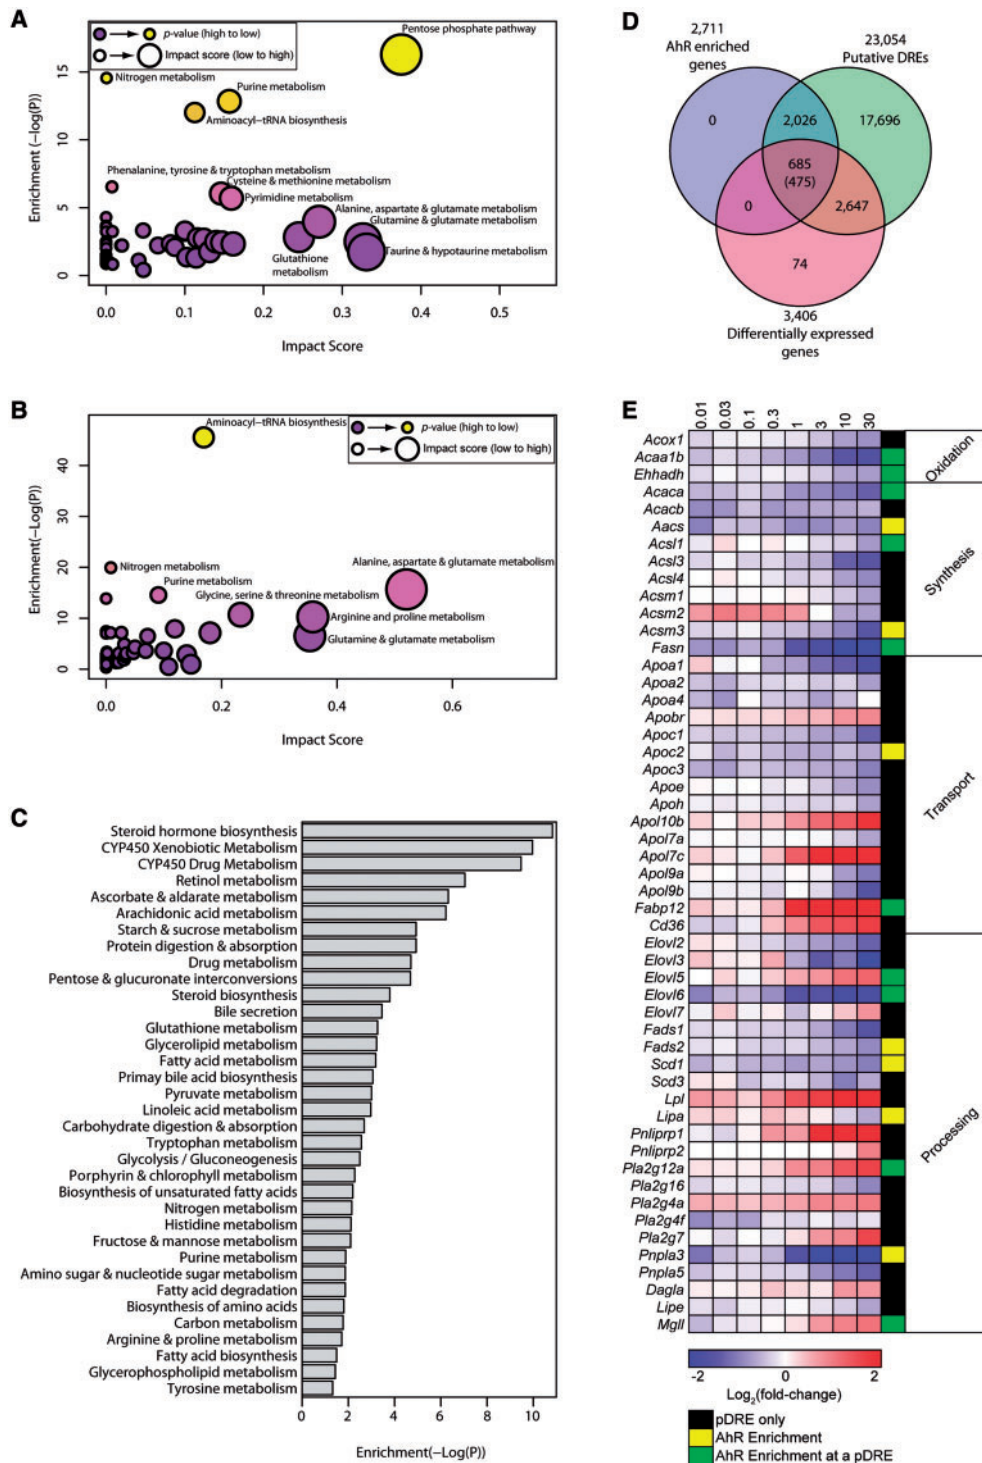 A
p-value (high to low)
Impact score (low to high)
Pentose phosphate pathway
Nitrogen metabolism
Purine metabolism
Aminoacyl-tRNA biosynthesis
Phenalanine, tyrosine & tryptopham metabolism
Cysteine & methionine metabolism
Pyrimidine metabolism
Alanine, aspartate & glutamate metabolism
Glutamine & glutamate metabolism
Taurine & hypotaurine metabolism
Glutathione
metabolism
Enrichment (-log(P))
15
10
5
0
0.0 0.1 0.2 0.3 0.4 0.5
Impact Score
B
Aminoacyl-tRNA biosynthesis
p-value (high to low)
Impact score (low to high)
Nitrogen metabolism
Purine metabolism
Alanine, aspartate & glutamate metabolism
Glycine, serine & threonine metabolism
Arginine and proline metabolism
Glutamine & glutamate metabolism
Enrichment(-Log(P))
40
30
20
10
0
0.0 0.2 0.4 0.6
Impact Score
C
Steroid hormone biosynthesis
CYP450 Xenobiotic Metabolism
CYP450 Drug Metabolism
Retinol metabolism
Ascorbate & aldarate metabolism
Arachidonic acid metabolism
Starch & sucrose metabolism
Protein digestion & absorption
Drug metabolism
Pentose & glucuronate interconversions
Steroid biosynthesis
Bile secretion
Glutathione metabolism
Glycerolipid metabolism
Fatty acid metabolism
Primay bile acid biosynthesis
Pyruvate metabolism
Linoleic acid metabolism
Carbohydrate digestion & absorption
Tryptophan metabolism
Glycolysis / Gluconeogenesis
Porphyrin & chlorophyll metabolism
Biosynthesis of unsaturated fatty acids
Nitrogen metabolism
Histidine metabolism
Fructose & mannose metabolism
Purine metabolism
Amino sugar & nucleotide sugar metabolism
Fatty acid degradation
Biosynthesis of amino acids
Carbon metabolism
Arginine & proline metabolism
Fatty acid biosynthesis
Glycerophospholipid metabolism
Tyrosine metabolism
0 2 4 6 8 10
Enrichment(-Log(P))
D
2,711
AhR enriched
genes
23,054
Putative DREs
0
2,026
17,696
685
(475)
0
2,647
74
3,406
Differentially expressed
genes
E
0.01 0.03 0.1 0.3 1 3 10 30
Acox1
Acaa1b
Ehhadh
Oxidation
Acaca
Acacb
Aacs
Acsl1
Acsl3
Acsl4
Acsm1
Acsm2
Acsm3
Fasn
Synthesis
Apoa1
Apoa2
Apoa4
Apobr
Apoc1
Apoc2
Apoc3
Apoe
Apoh
Apol10b
Apol7a
Apol7c
Apol9a
Apol9b
Fabp12
Cd36
Transport
Elovl2
Elovl3
Elovl5
Elovl6
Elovl7
Fads1
Fads2
Scd1
Scd3
Lpl
Lipa
Pnliprp1
Pnliprp2
Pla2g12a
Pla2g16
Pla2g4a
Pla2g4f
Pla2g7
Pnpla3
Pnpla5
Dagla
Lipe
Mgll
Processing
-2 0 2
Log2(fold-change)
pDRE only
AhR Enrichment
AhR Enrichment at a pDRE